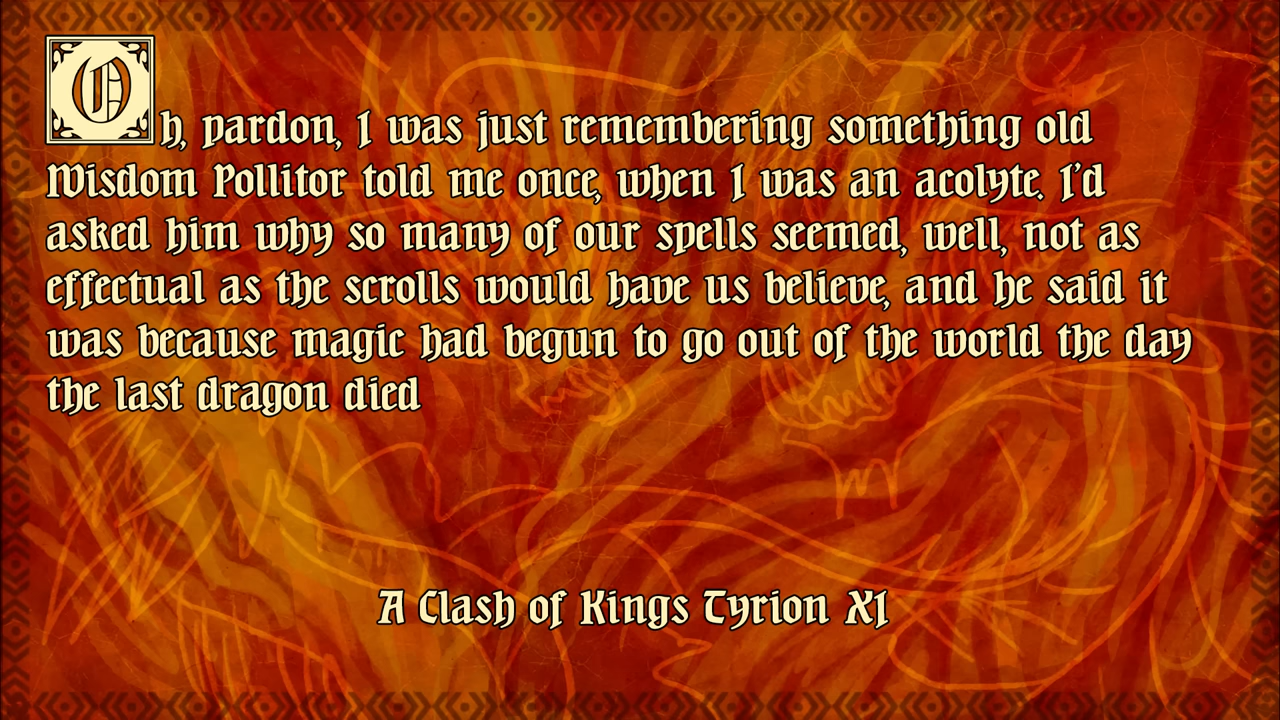 Oh, pardon, I was just remembering something old
Wisdom Pollitor told me once, when I was an acolyte. I'd
asked him why so many of our spells seemed, well, not as
effectual as the scrolls would have us believe, and he said it
was because magic had begun to go out of the world the day
the last dragon died
A Clash of Kings Tyrion XI